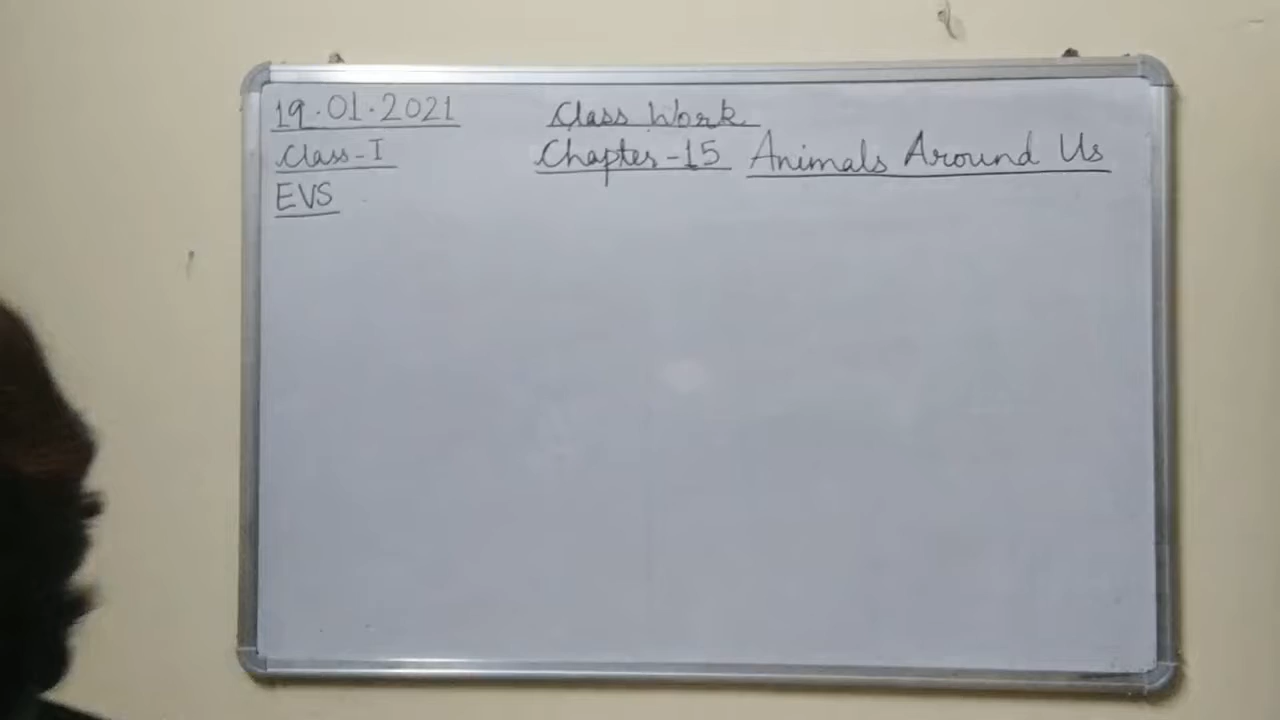 19.01.2021
Class Work
Class-I
Chapter-15 Animals Around Us
EVS